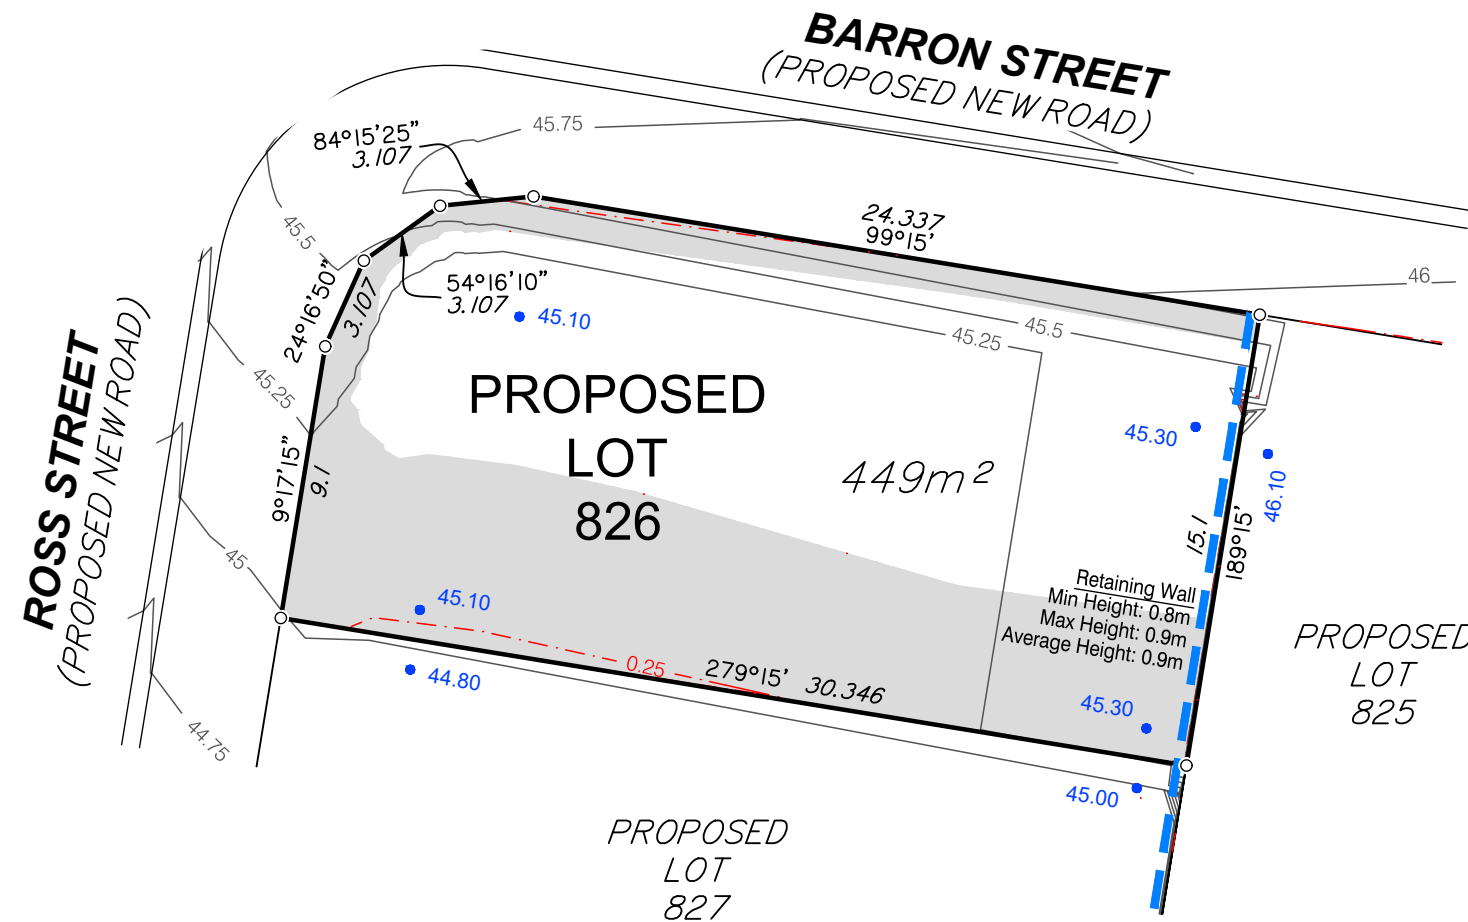 BARRON STREET
(PROPOSED NEW ROAD)
45.75
84°15'25"
3.107
24.337
99°15'
46
45.5
24°16'50"
3.107
54°16'10"
3.107
45.10
45.5
45.25
PROPOSED
LOT
826
449m²
45.30
46.10
15.1
189°15'
ROSS STREET
(PROPOSED NEW ROAD)
45.25
9°17'15"
9.1
45
44.75
45.10
44.80
0.25
279°15' 30.346
Retaining Wall
Min Height: 0.8m
Max Height: 0.9m
Average Height: 0.9m
45.30
45.00
PROPOSED
LOT
825
PROPOSED
LOT
827